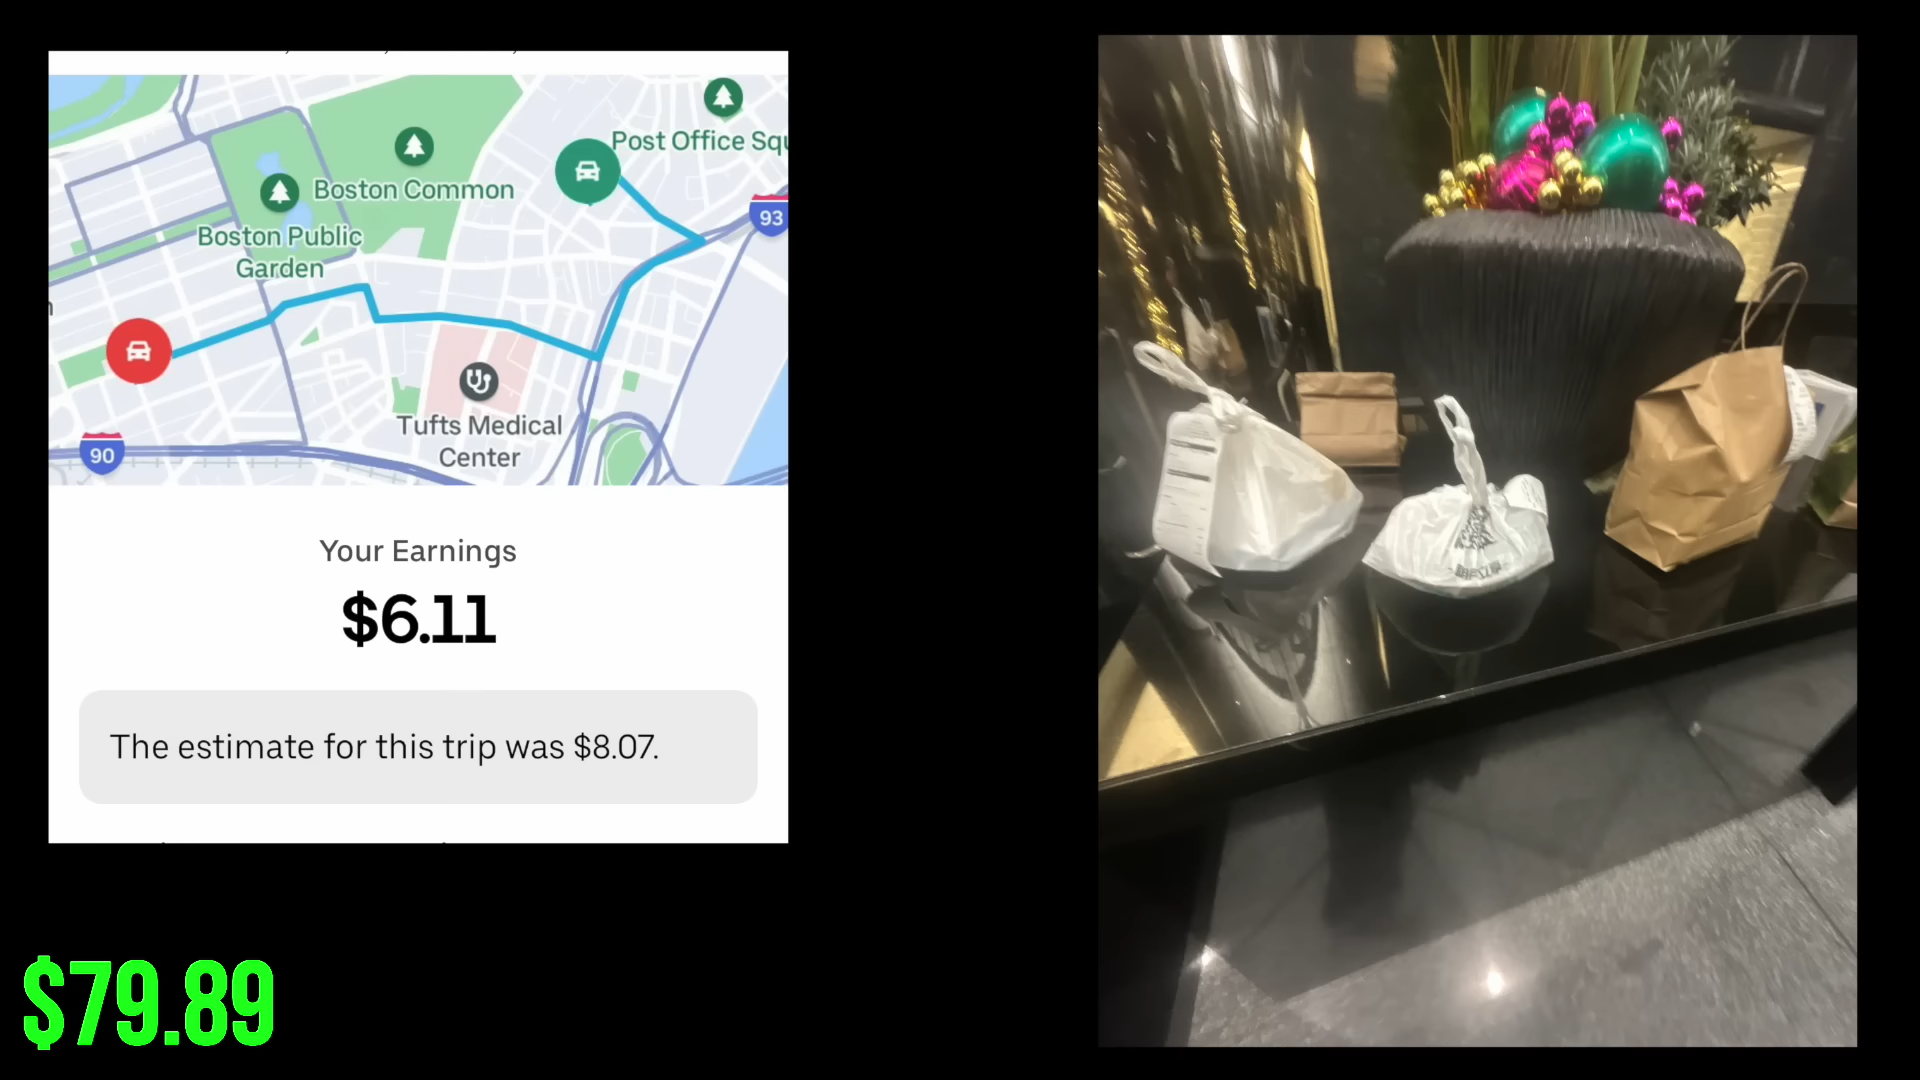 Post Office Squ
Boston Common
93
Boston Public
Garden
Tufts Medical
Center
90
Your Earnings
$6.11
The estimate for this trip was $8.07.
$79.89